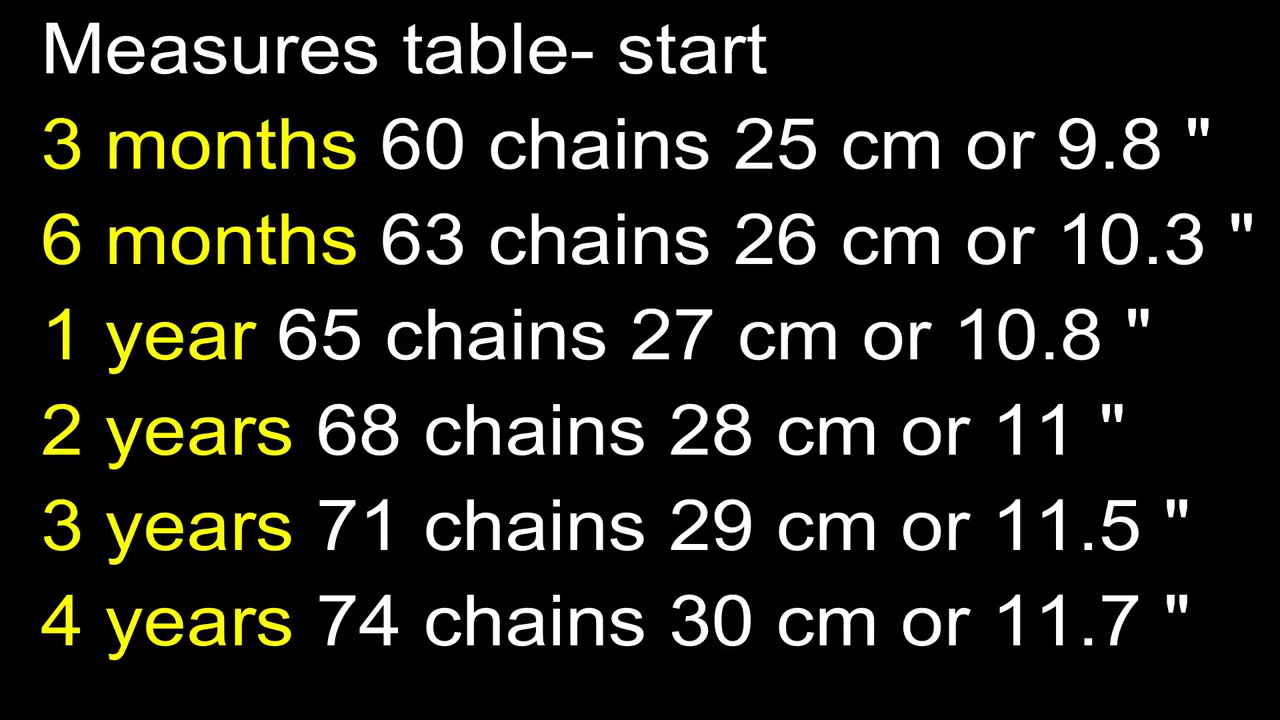 Measures table- start
3 months 60 chains 25 cm or 9.8 "
6 months 63 chains 26 cm or 10.3 "
1 year 65 chains 27 cm or 10.8 "
2 years 68 chains 28 cm or 11 "
3 years 71 chains 29 cm or 11.5 "
4 years 74 chains 30 cm or 11.7 "